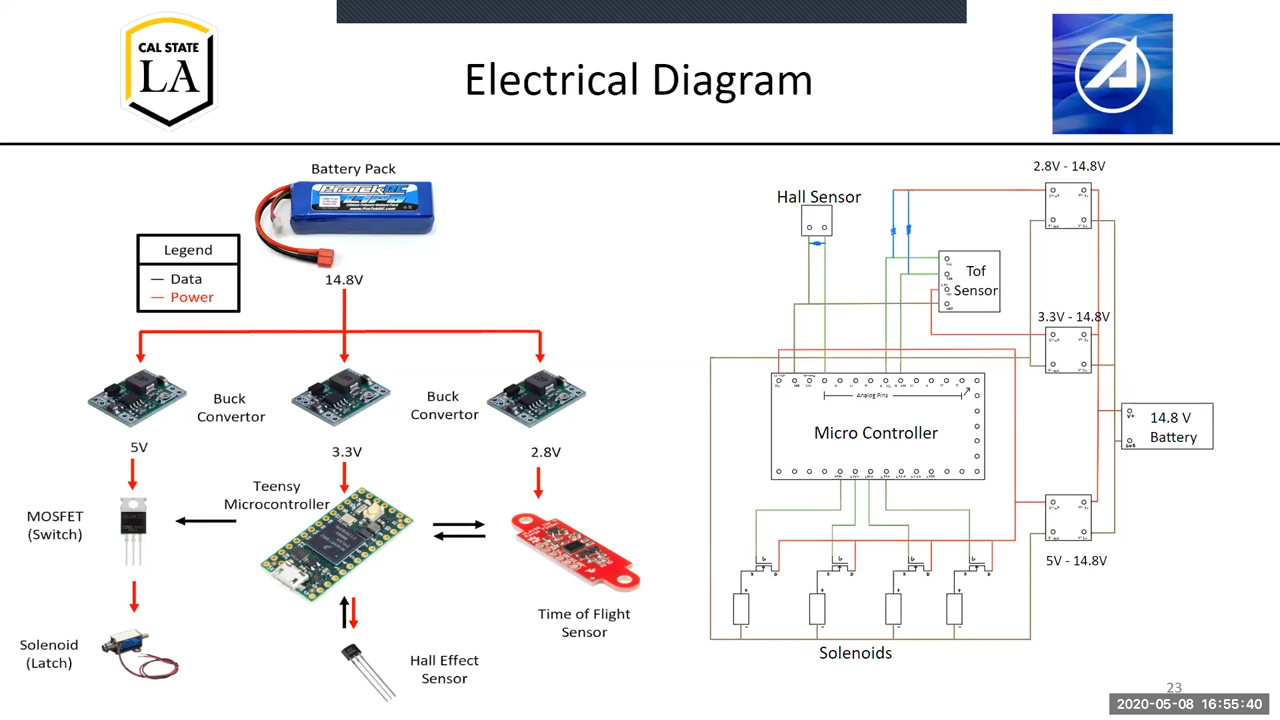 CAL STATE
LA
Electrical Diagram
Battery Pack
ProTekRC
LiPo
Legend
— Data
— Power
14.8V
Buck
Convertor
Buck
Convertor
5V
3.3V
2.8V
Teensy
Microcontroller
MOSFET
(Switch)
Time of Flight
Sensor
Solenoid
(Latch)
Hall Effect
Sensor
2.8V - 14.8V
Hall Sensor
Tof
Sensor
3.3V - 14.8V
Analog Pins
Micro Controller
14.8 V
Battery
5V - 14.8V
Solenoids
23
2020-05-08 16:55:40